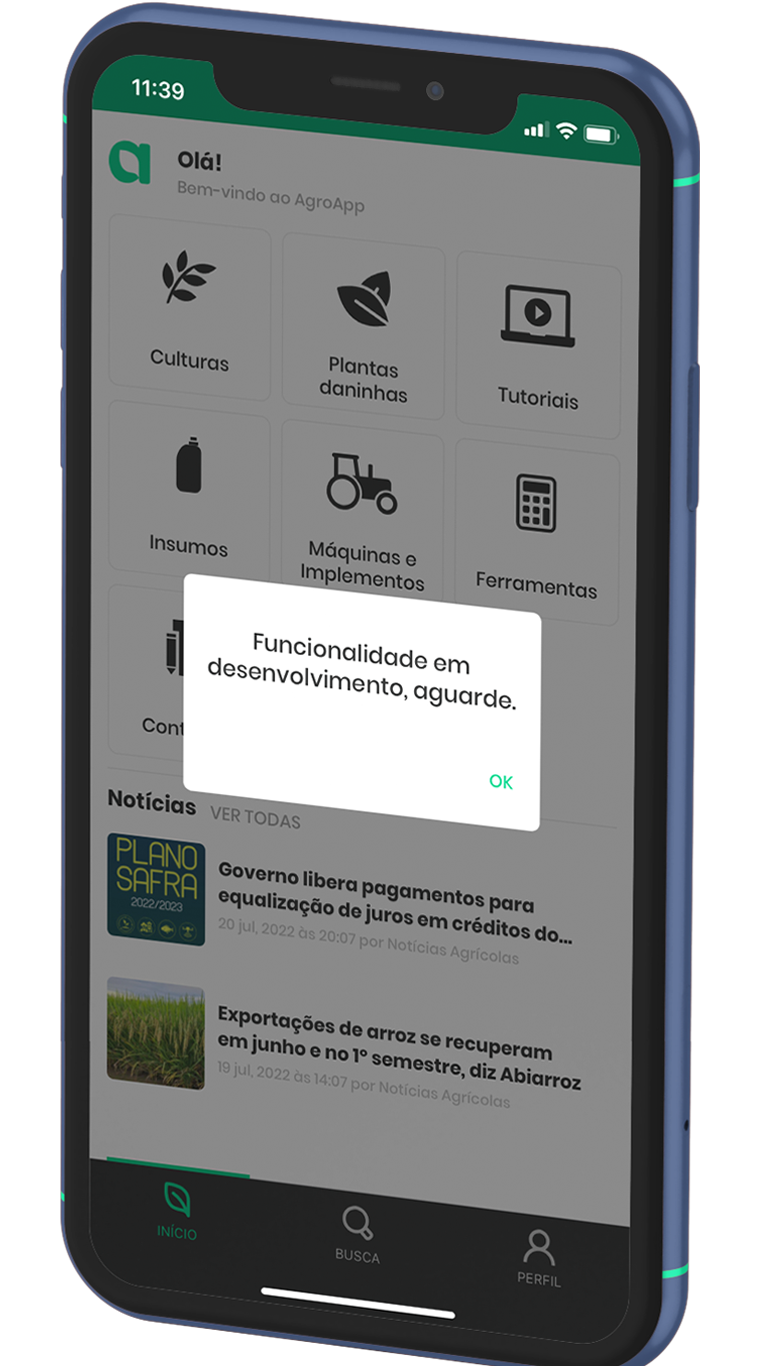 11:39
Olá!
Bem-vindo ao AgroApp
Culturas
Plantas
daninhas
Tutoriais
Insumos
Máquinas e
Implementos
Ferramentas
Cont
Funcionalidade em
desenvolvimento, aguarde.
OK
Notícias VER TODAS
PLANO
SAFRA
2022/2023
Governo libera pagamentos para
equalização de juros em créditos do...
20 jul, 2022 às 20:07 por Notícias Agrícolas
Exportações de arroz se recuperam
em junho e no 1º semestre, diz Abiarroz
19 jul, 2022 às 14:07 por Notícias Agrícolas
INÍCIO
BUSCA
PERFIL